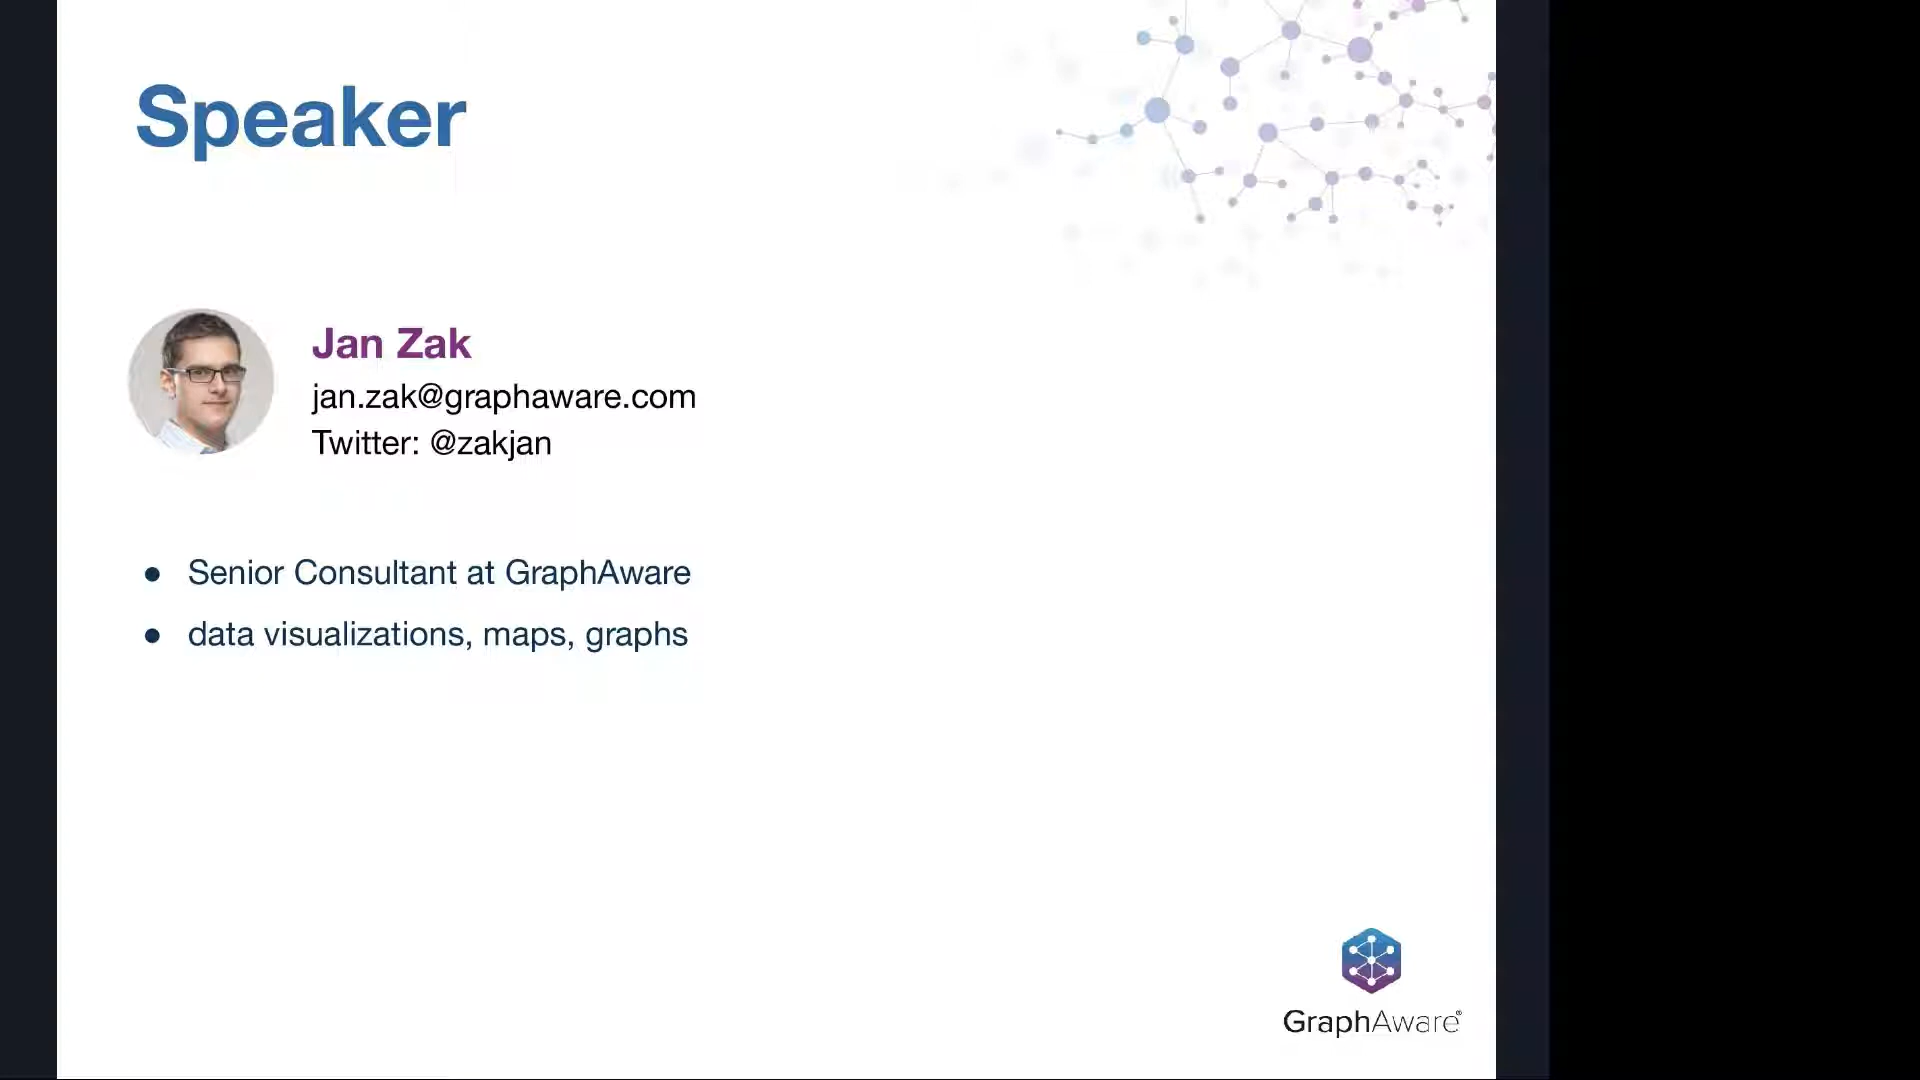 Speaker
Jan Zak
jan.zak@graphaware.com
Twitter: @zakjan
● Senior Consultant at GraphAware
● data visualizations, maps, graphs
GraphAware®